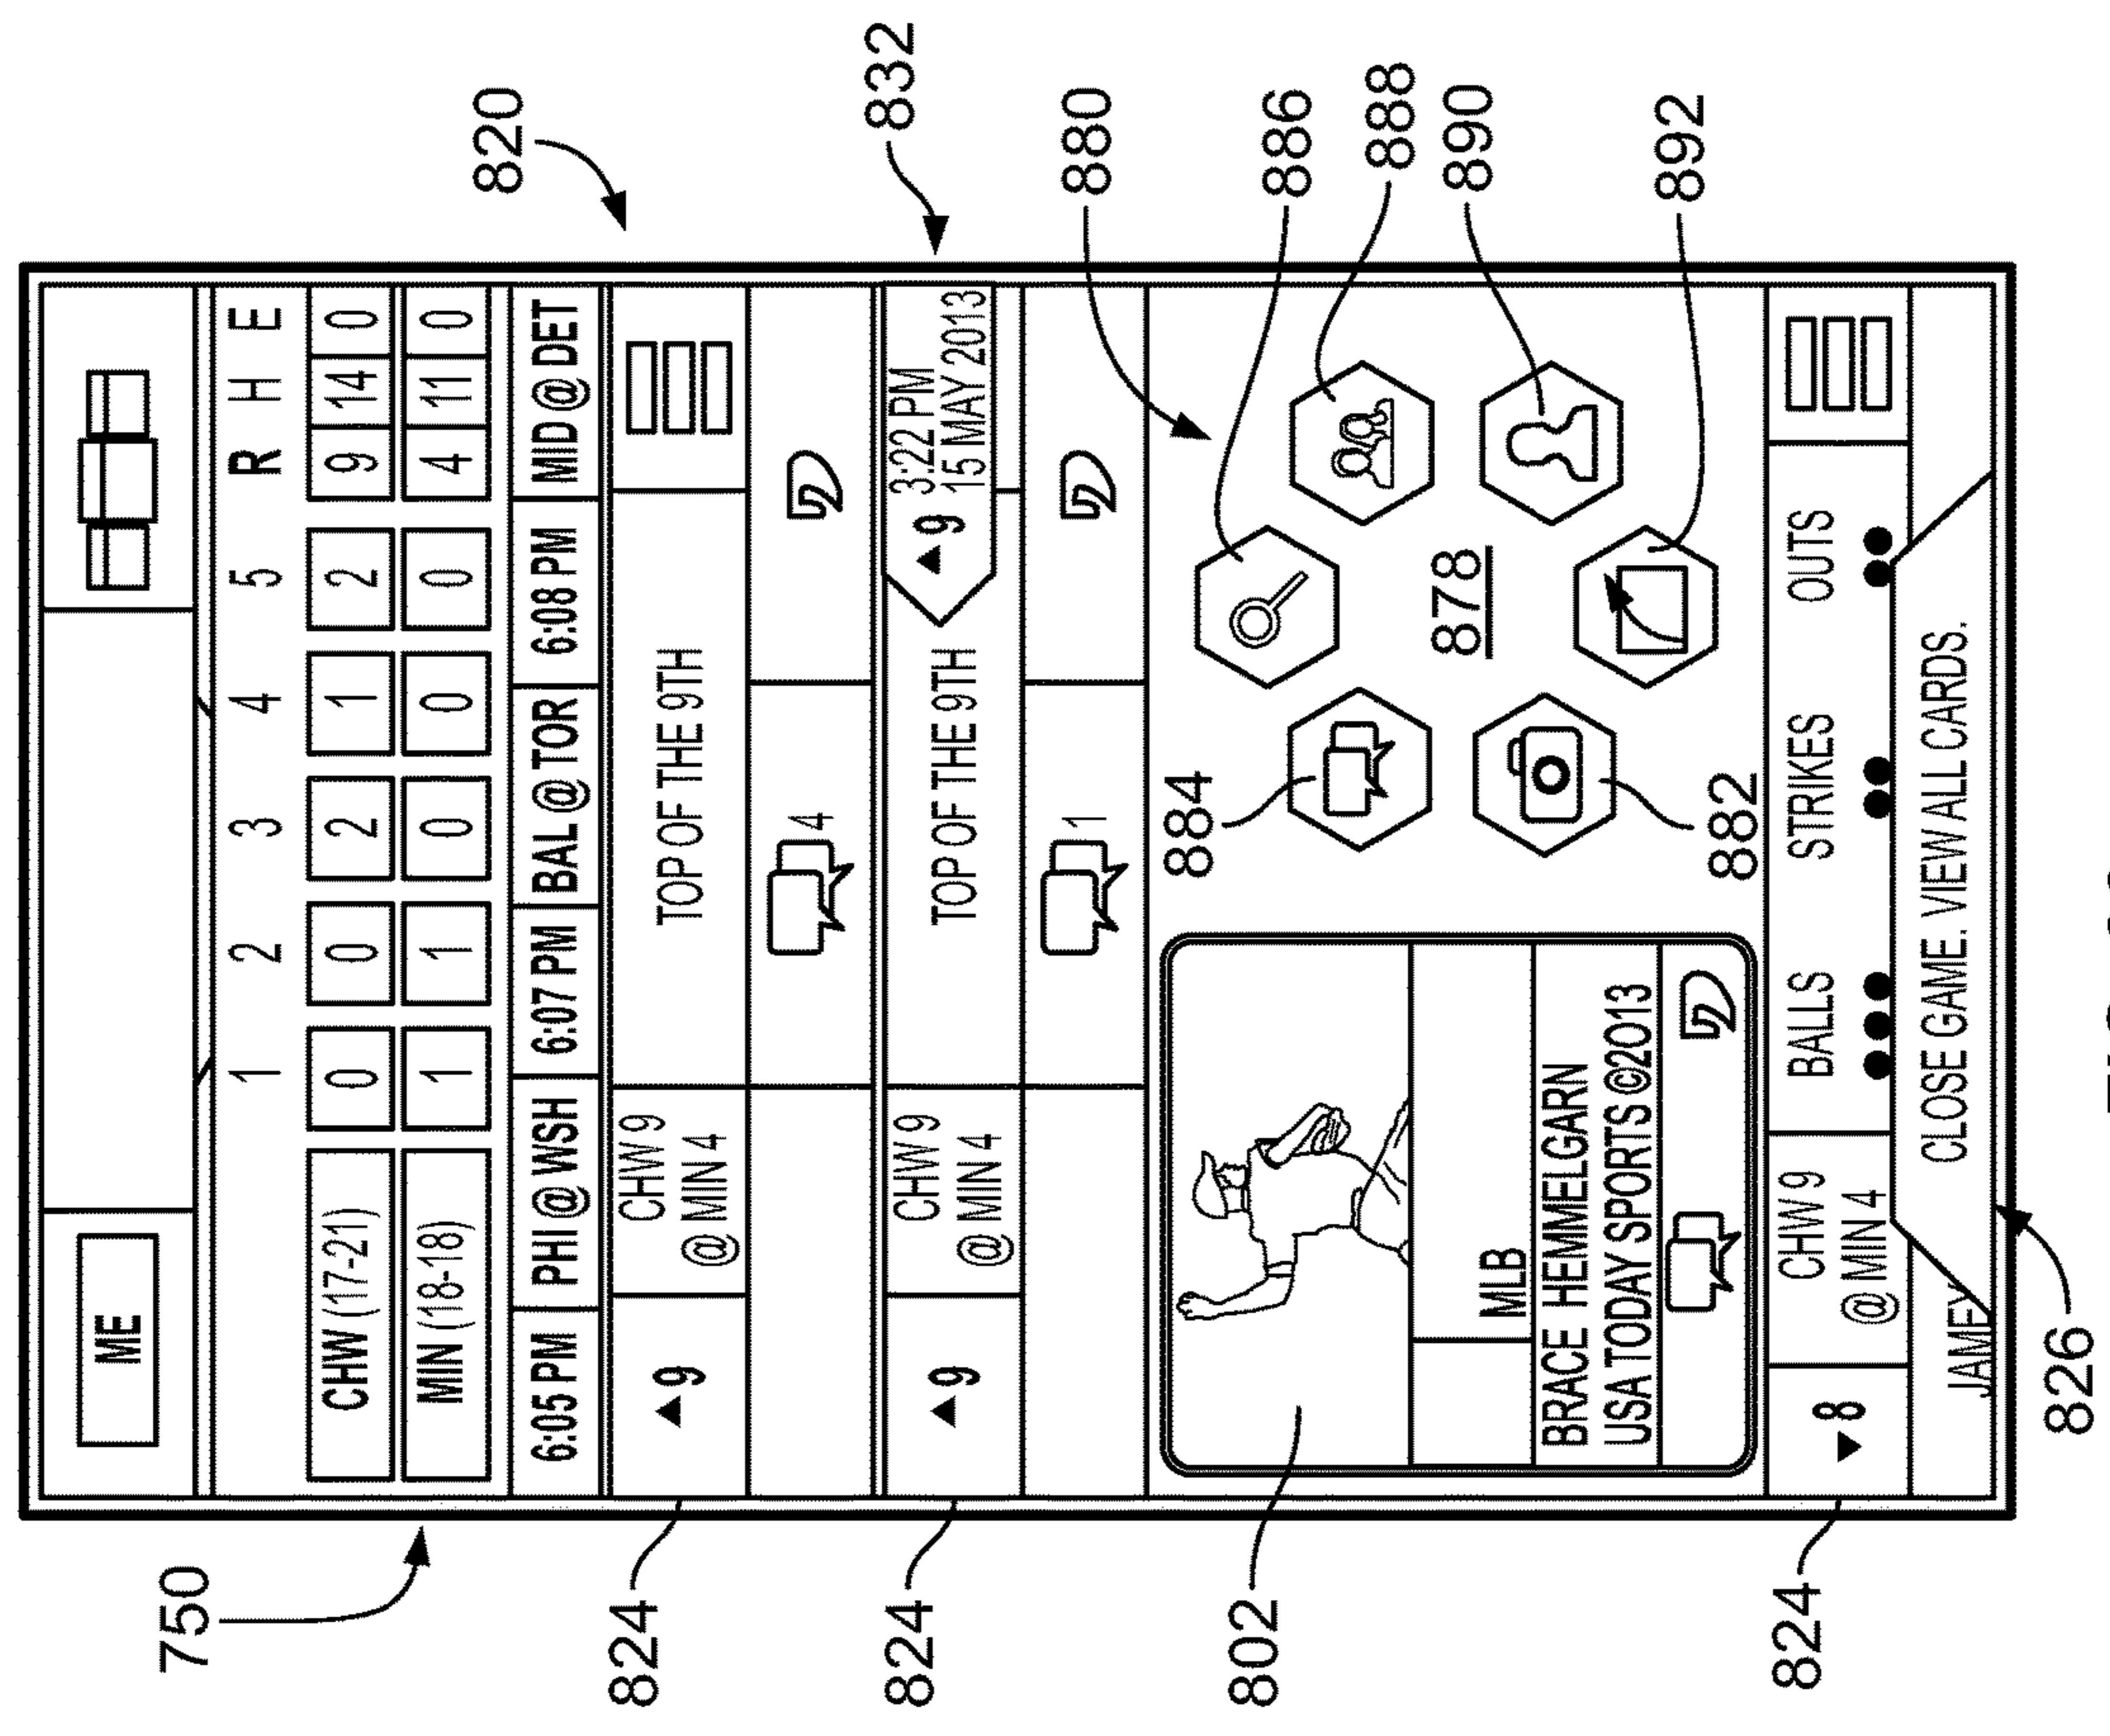 ME
1 2 3 4 5 R H E
CHW (17-21) 0 0 2 1 2 9 14 0
MIN (18-18) 1 1 0 0 0 4 11 0
6:05 PM PHI @ WSH 6:07 PM BAL @ TOR 6:08 PM MID @ DET
▲ 9 CHW 9 TOP OF THE 9TH
@ MIN 4
4
▲ 9 CHW 9 TOP OF THE 9TH ▲ 9 3:22 PM
@ MIN 4 15 MAY 2013
1
MLB
BRACE HEMMELGARN
USA TODAY SPORTS ©2013
▼ 8 CHW 9 BALLS STRIKES OUTS
@ MIN 4
JAMEY
CLOSE GAME. VIEW ALL CARDS.
750
820
824
832
824
880
884
886
888
890
802
878
892
882
824
826